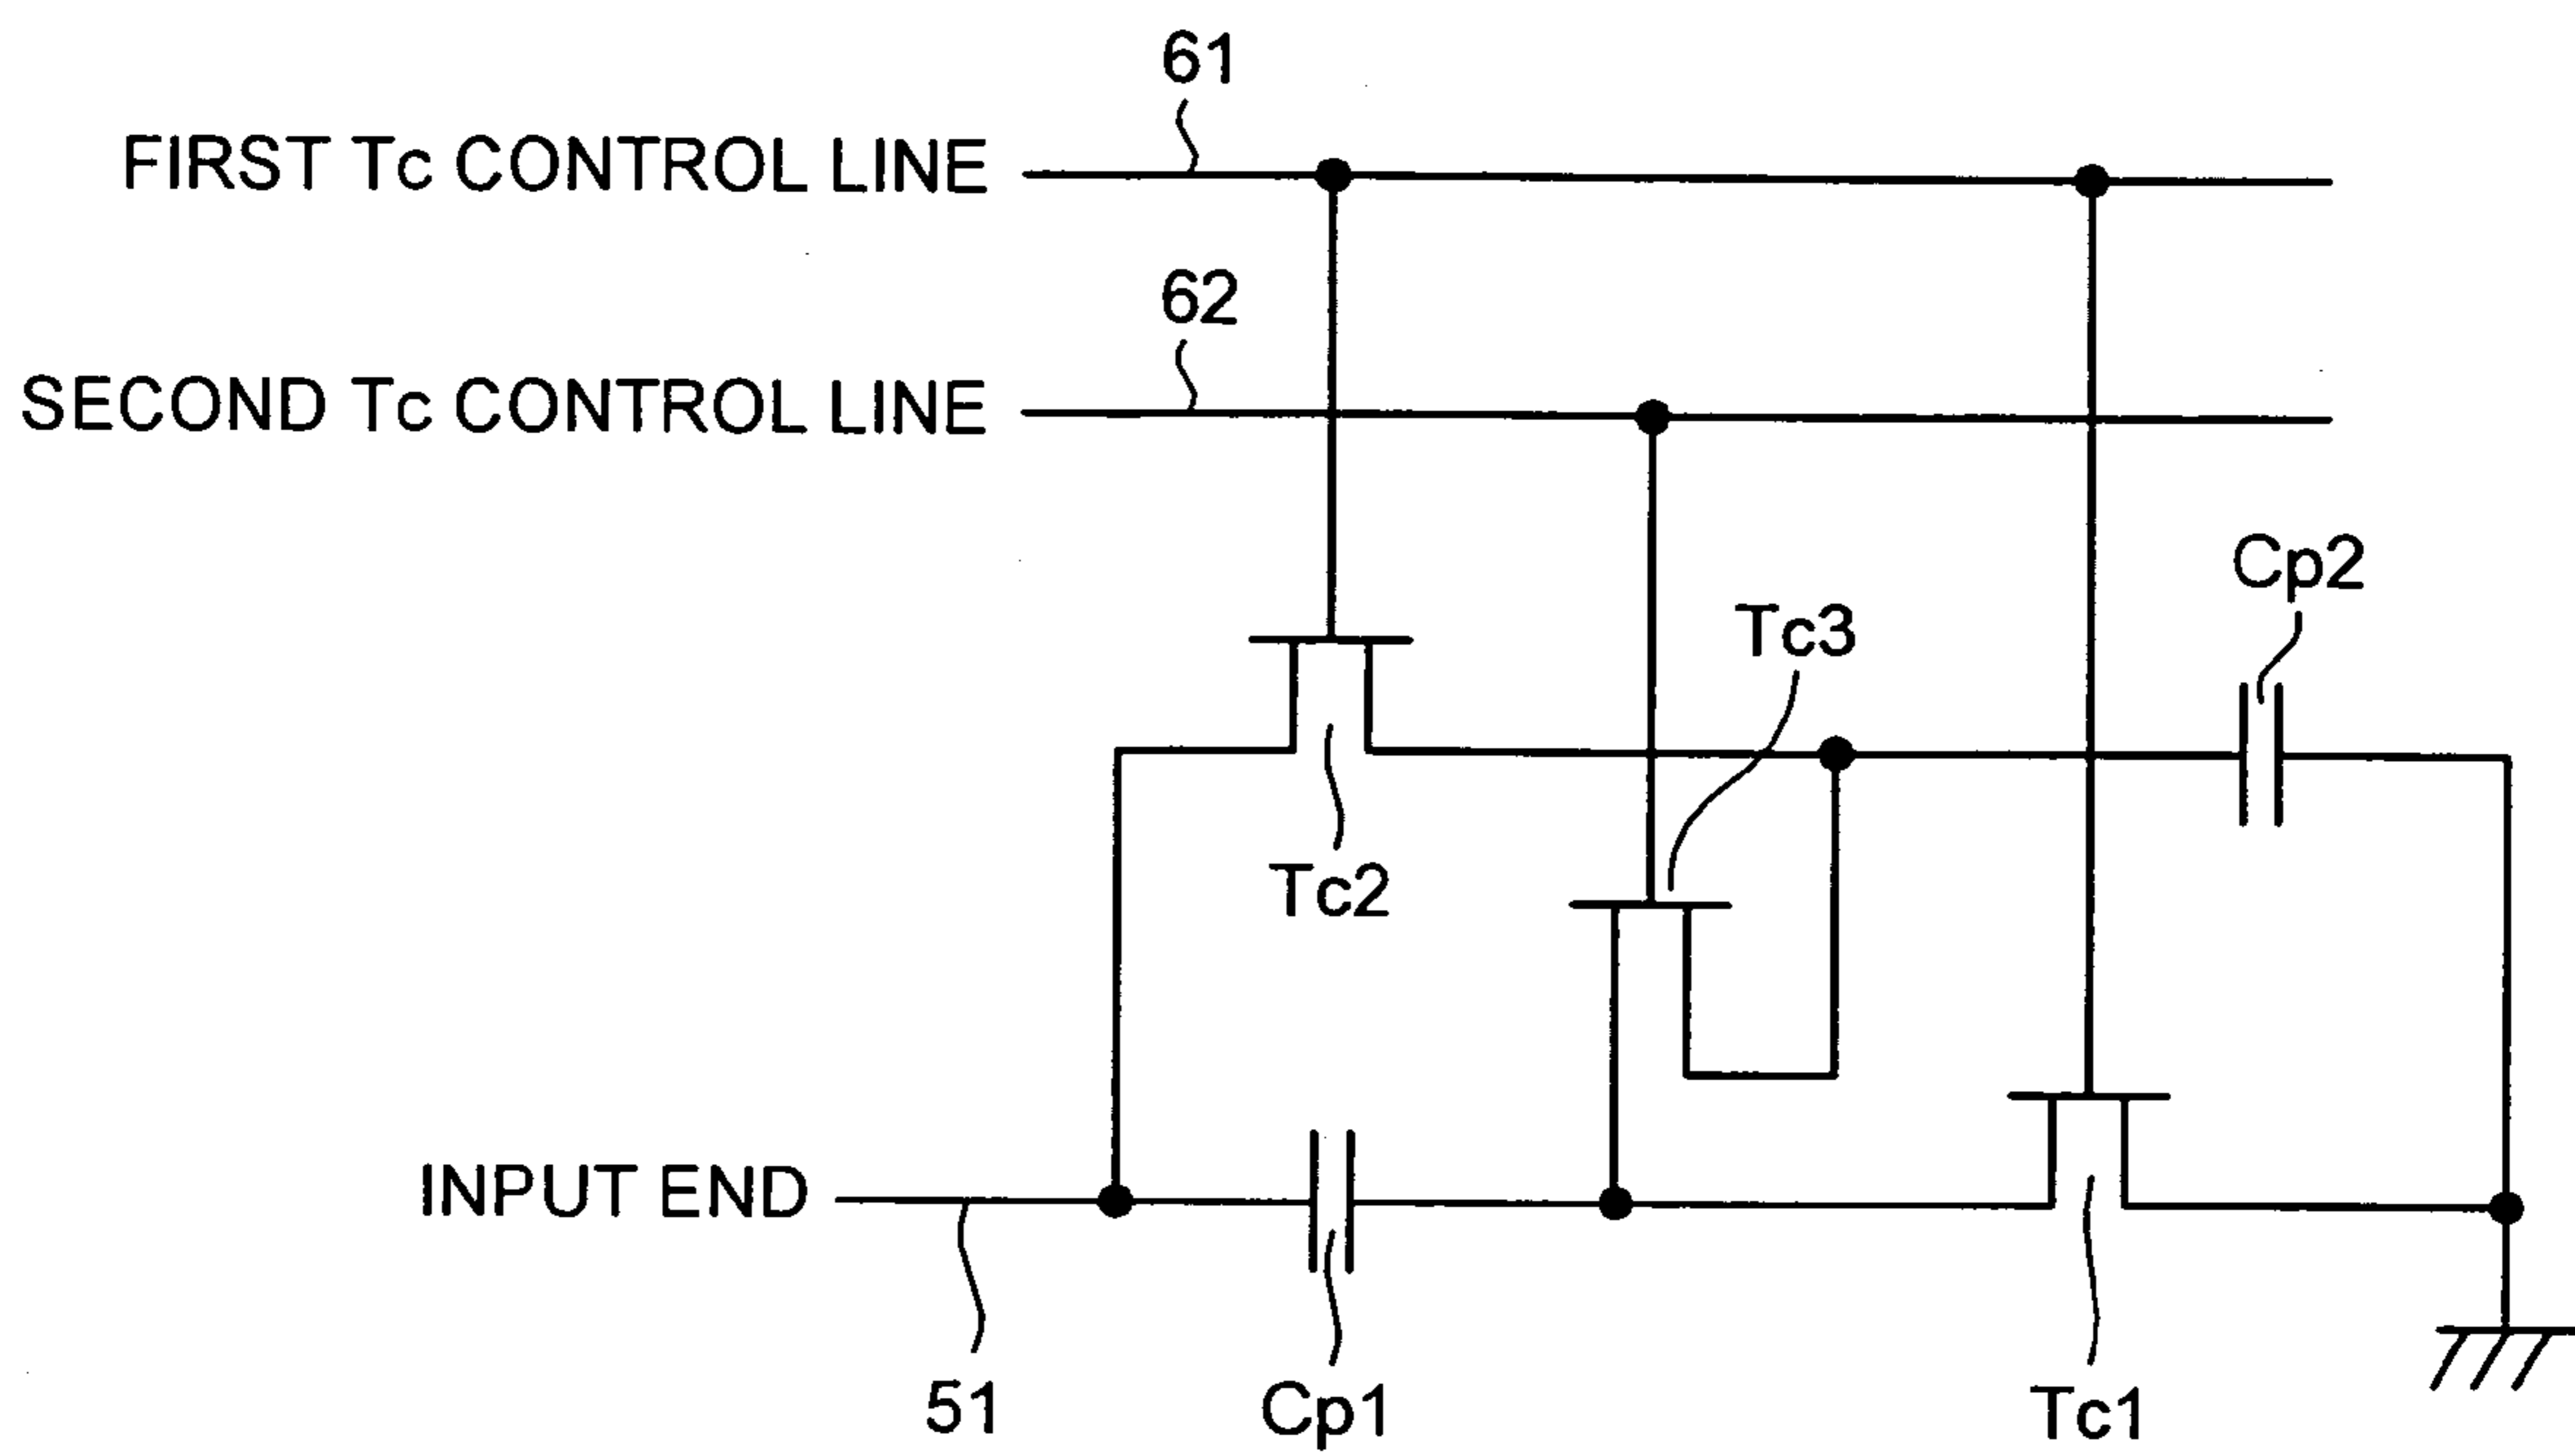 61
FIRST Tc CONTROL LINE
62
SECOND Tc CONTROL LINE
Cp2
Tc3
Tc2
INPUT END
51
Cp1
Tc1